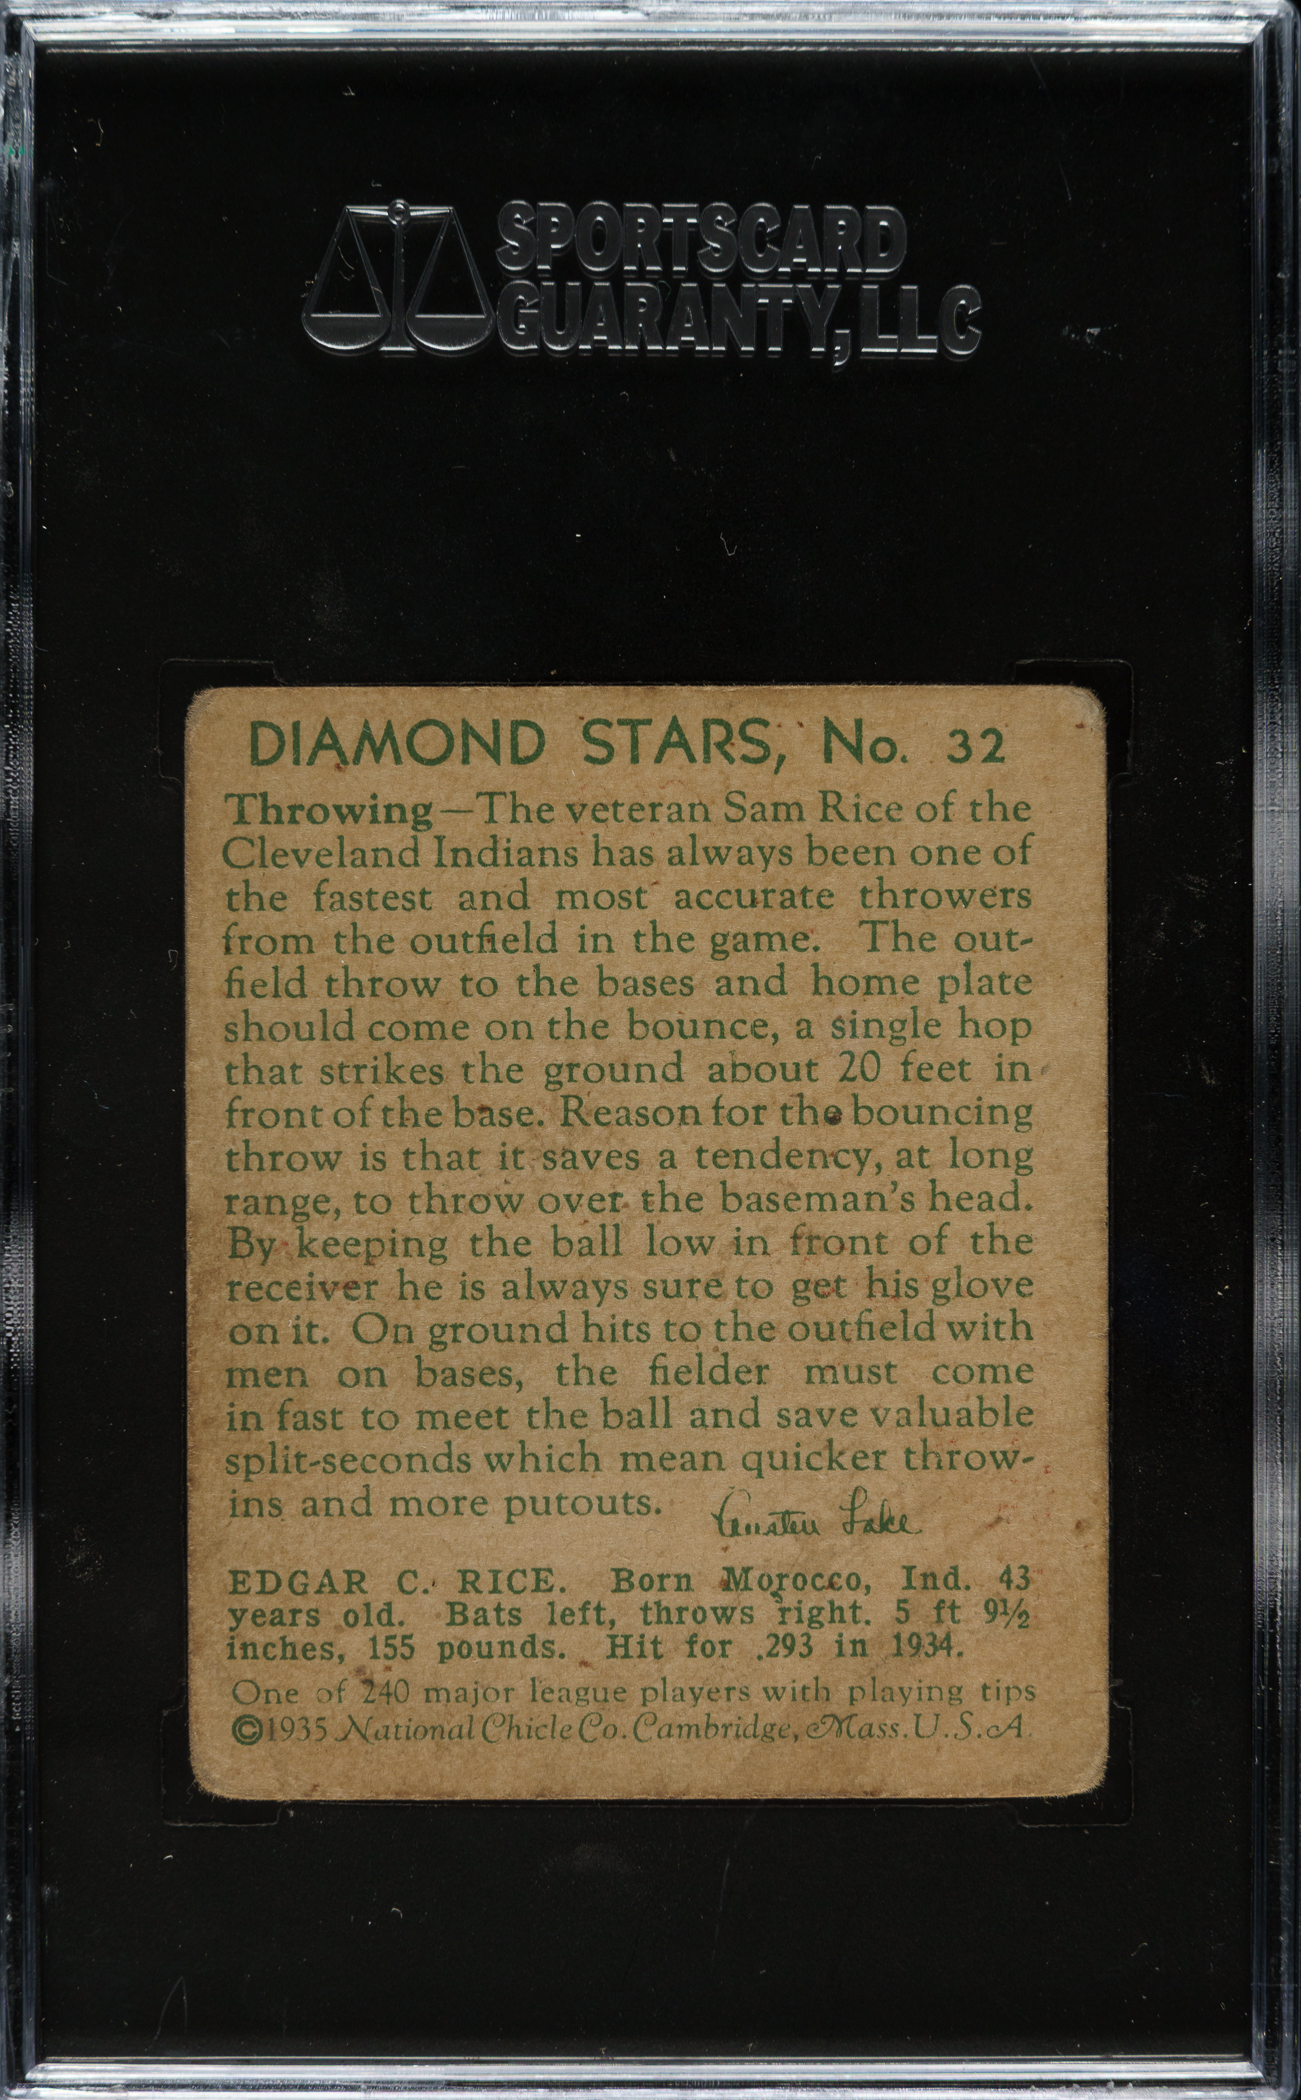 SPORTSCARD
GUARANTY, LLC
DIAMOND STARS, No. 32
Throwing—The veteran Sam Rice of the
Cleveland Indians has always been one of
the fastest and most accurate throwers
from the outfield in the game. The out-
field throw to the bases and home plate
should come on the bounce, a single hop
that strikes the ground about 20 feet in
front of the base. Reason for the bouncing
throw is that it saves a tendency, at long
range, to throw over the baseman's head.
By keeping the ball low in front of the
receiver he is always sure to get his glove
on it. On ground hits to the outfield with
men on bases, the fielder must come
in fast to meet the ball and save valuable
split-seconds which mean quicker throw-
ins and more putouts. Austen Lake
EDGAR C. RICE. Born Morocco, Ind. 43
years old. Bats left, throws right. 5 ft 9½
inches, 155 pounds. Hit for .293 in 1934.
One of 240 major league players with playing tips
©1935 National Chicle Co. Cambridge, Mass. U.S.A.